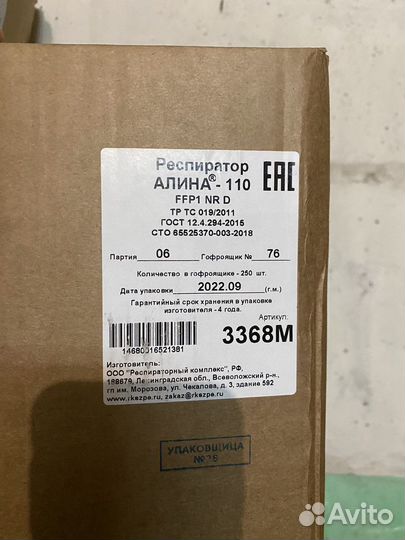 Респиратор
АЛИНА®- 110
EAC
FFP1 NR D
ТР ТС 019/2011
ГОСТ 12.4.294-2015
СТО 65525370-003-2018
Партия 06 Гофроящик № 76
Количество в гофроящике - 250 шт.
Дата упаковки 2022.09 (г.м.)
Гарантийный срок хранения в упаковке
изготовителя - 4 года.
Артикул:
3368М
14680016521381
Изготовитель:
ООО "Респираторный комплекс", РФ,
188679, Ленинградская обл., Всеволожский р-н.,
гп им. Морозова, ул. Чекалова, д. 3, здание 592
www.rkezpe.ru, zakaz@rkezpe.ru
УПАКОВЩИЦА
Avito